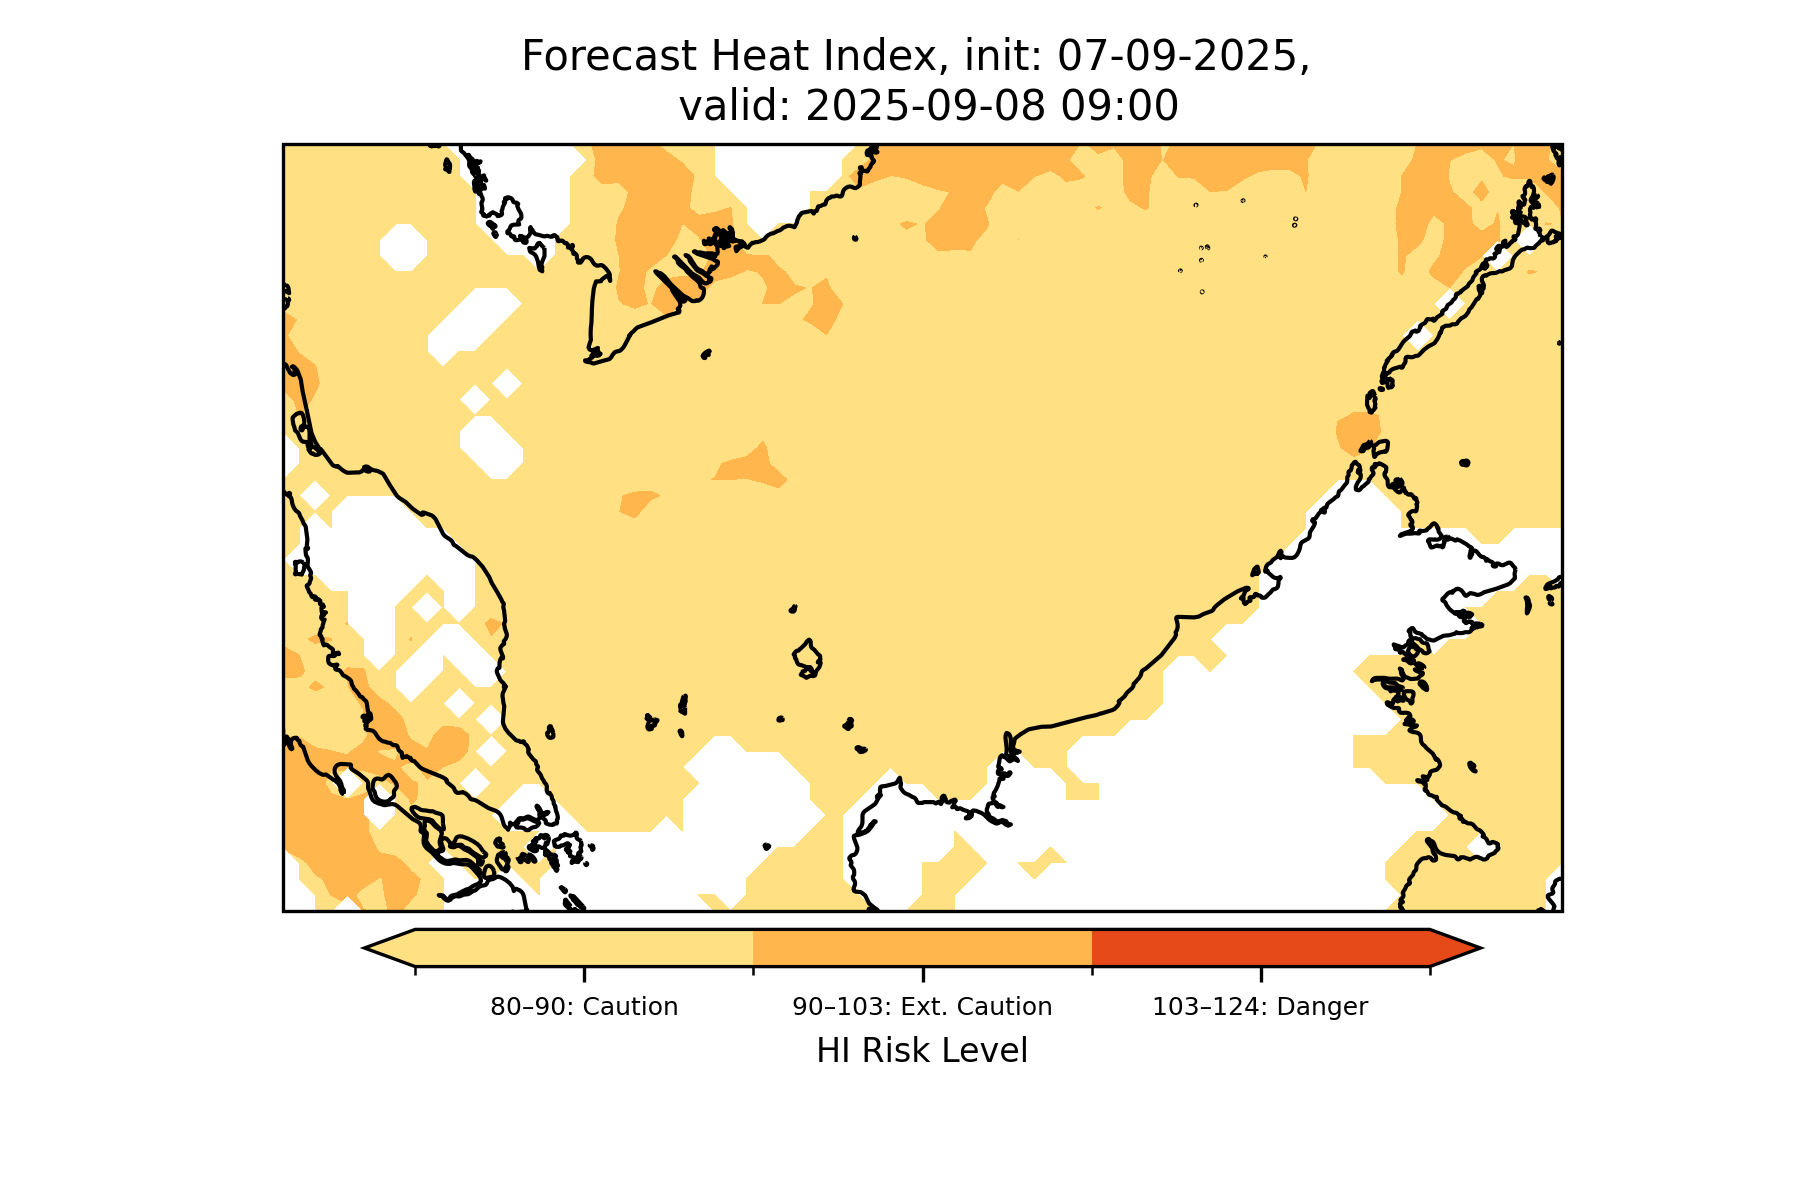 Forecast Heat Index, init: 07-09-2025,
valid: 2025-09-08 09:00
80–90: Caution
90–103: Ext. Caution
103–124: Danger
HI Risk Level